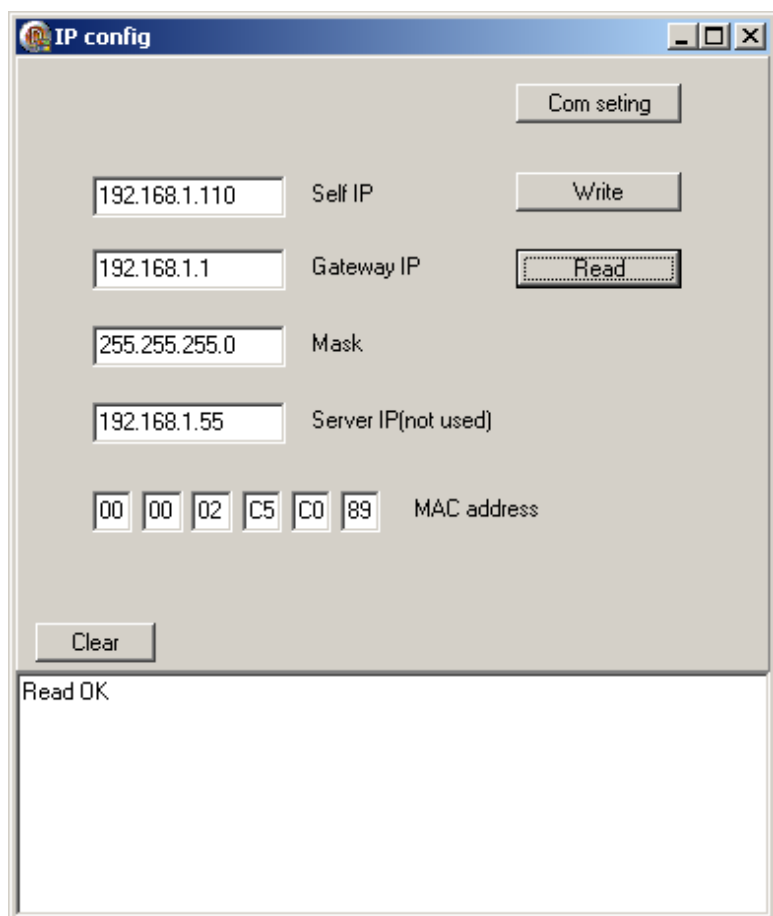 IP config
Com seting
192.168.1.110 Self IP Write
192.168.1.1 Gateway IP Read
255.255.255.0 Mask
192.168.1.55 Server IP(not used)
00 00 02 C5 C0 89 MAC address
Clear
Read OK